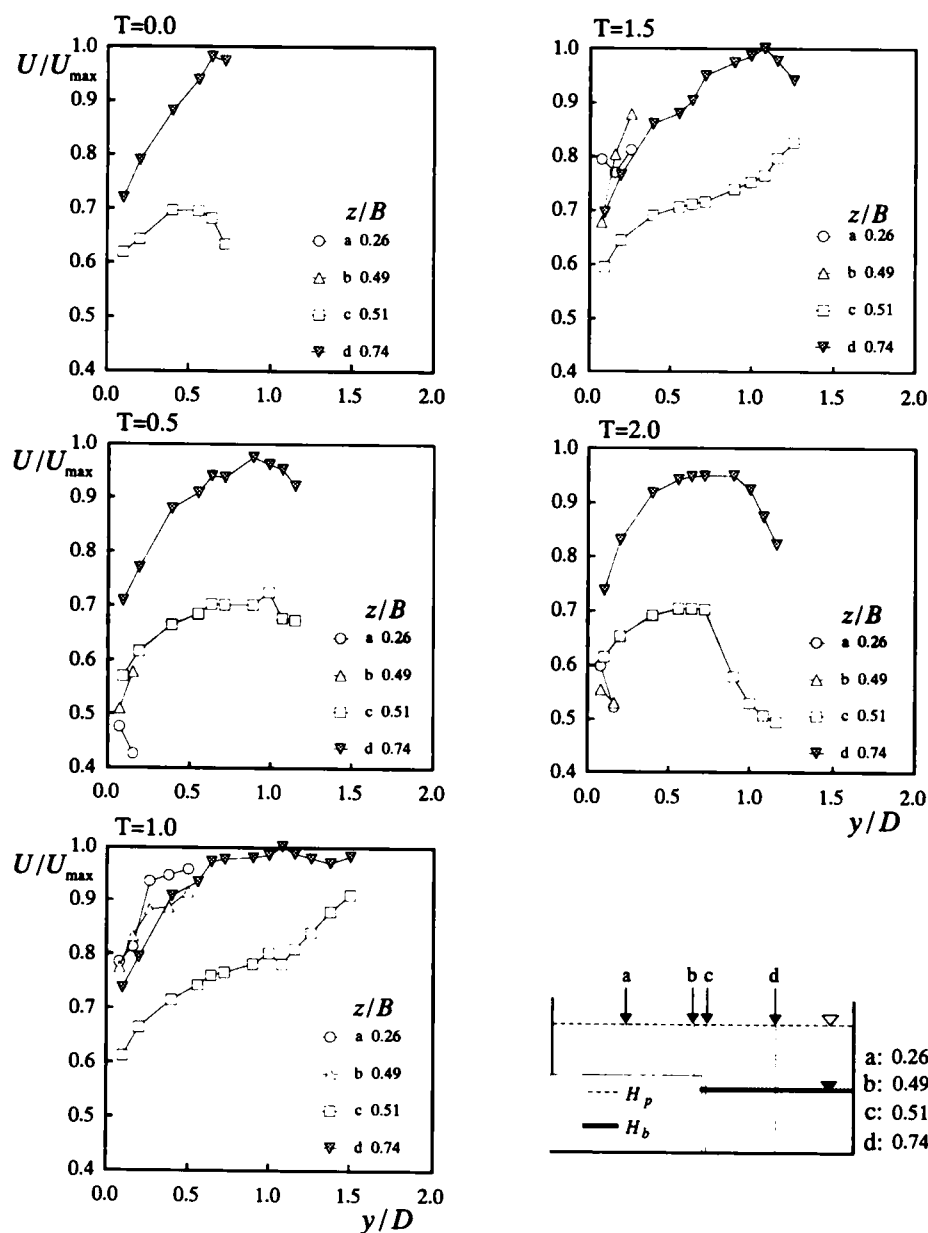 T=0.0
U/U_max
1.0
0.9
0.8
0.7
0.6
0.5
0.4
0.0 0.5 1.0 1.5 2.0
z/B
a 0.26
b 0.49
c 0.51
d 0.74
T=1.5
1.0
0.9
0.8
0.7
0.6
0.5
0.4
0.0 0.5 1.0 1.5 2.0
z/B
a 0.26
b 0.49
c 0.51
d 0.74
T=0.5
U/U_max
1.0
0.9
0.8
0.7
0.6
0.5
0.4
0.0 0.5 1.0 1.5 2.0
z/B
a 0.26
b 0.49
c 0.51
d 0.74
T=2.0
1.0
0.9
0.8
0.7
0.6
0.5
0.4
0.0 0.5 1.0 1.5 2.0
y/D
z/B
a 0.26
b 0.49
c 0.51
d 0.74
T=1.0
U/U_max
1.0
0.9
0.8
0.7
0.6
0.5
0.4
0.0 0.5 1.0 1.5 2.0
y/D
z/B
a 0.26
b 0.49
c 0.51
d 0.74
a b c d
H_p
H_b
a: 0.26
b: 0.49
c: 0.51
d: 0.74